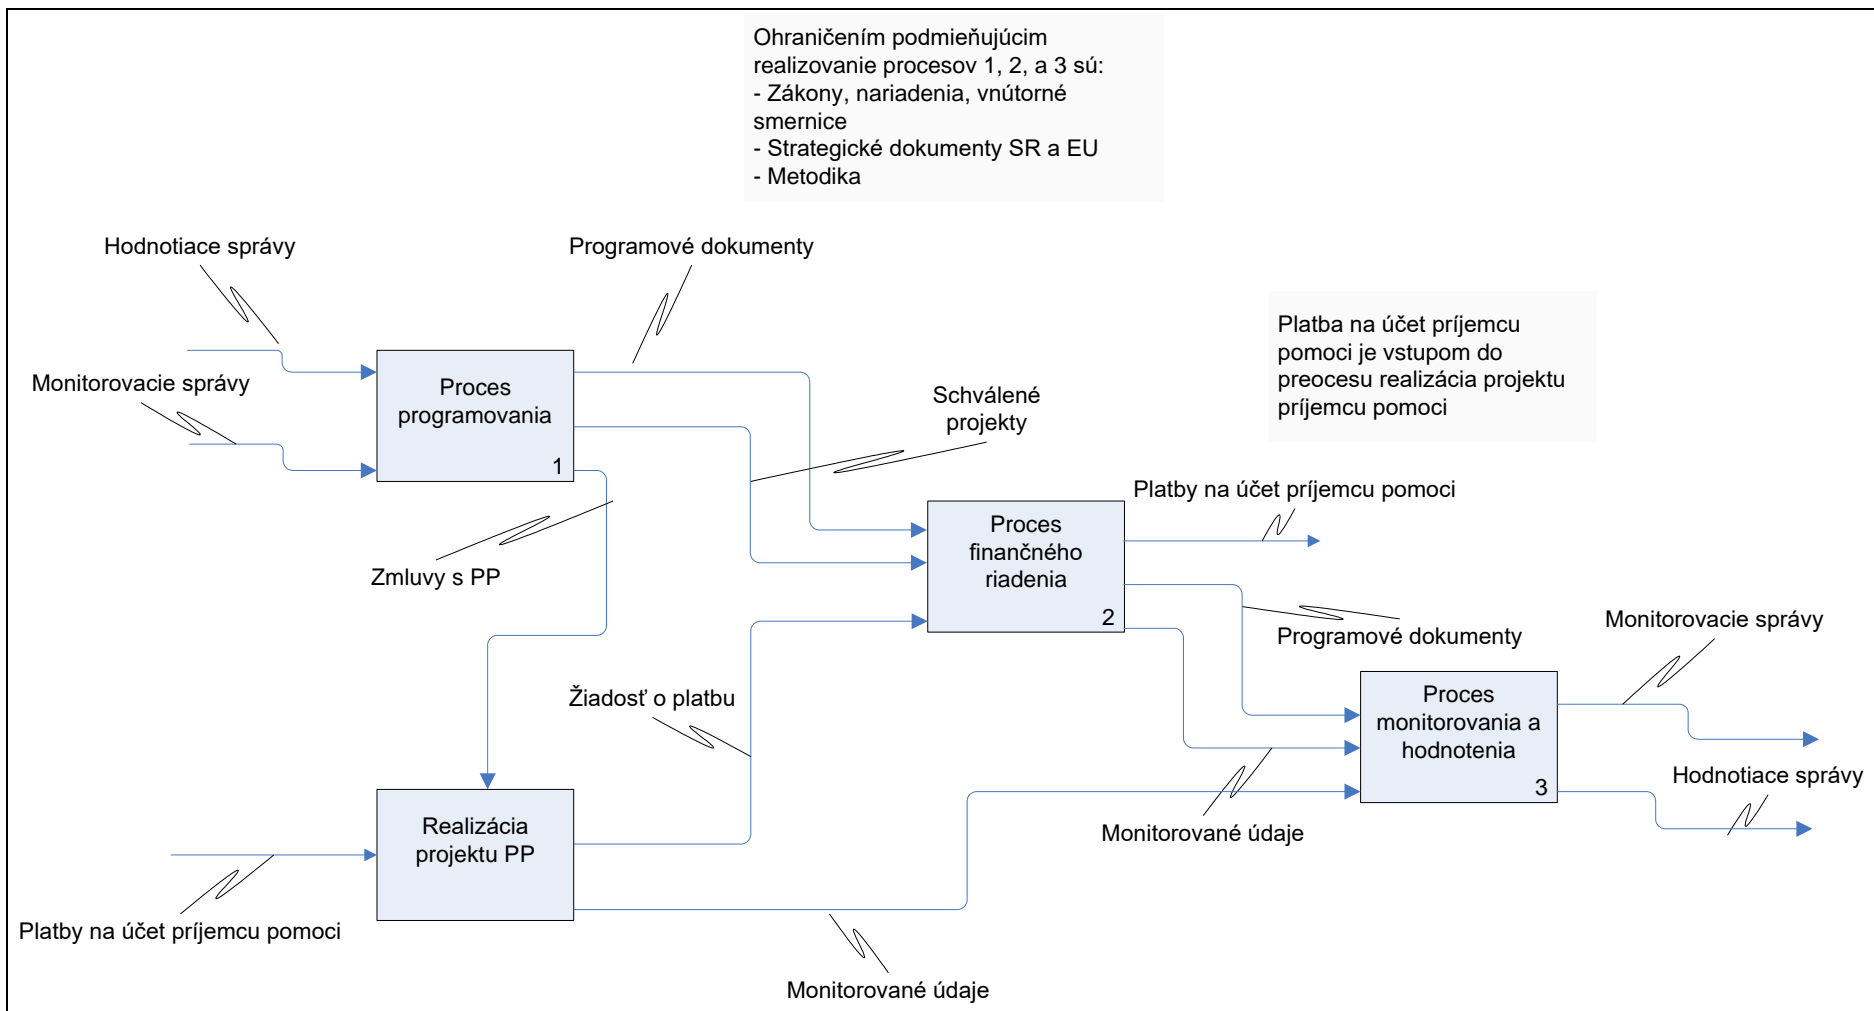 Ohraničením podmieňujúcim
realizovanie procesov 1, 2, a 3 sú:
- Zákony, nariadenia, vnútorné
smernice
- Strategické dokumenty SR a EU
- Metodika
Hodnotiace správy
Programové dokumenty
Monitorovacie správy
Proces
programovania
1
Schválené
projekty
Platba na účet príjemcu
pomoci je vstupom do
preocesu realizácia projektu
príjemcu pomoci
Zmluvy s PP
Platby na účet príjemcu pomoci
Proces
finančného
riadenia
2
Programové dokumenty
Monitorovacie správy
Žiadosť o platbu
Proces
monitorovania a
hodnotenia
3
Hodnotiace správy
Realizácia
projektu PP
Monitorované údaje
Platby na účet príjemcu pomoci
Monitorované údaje